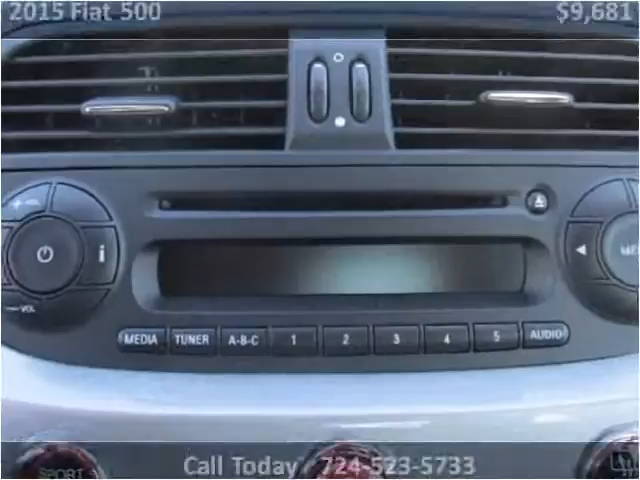 2015 Fiat 500 $9,681
i
MEDIA TUNER A-B-C 1 2 3 4 5 AUDIO
VOL
SPORT
Call Today 724-523-5733